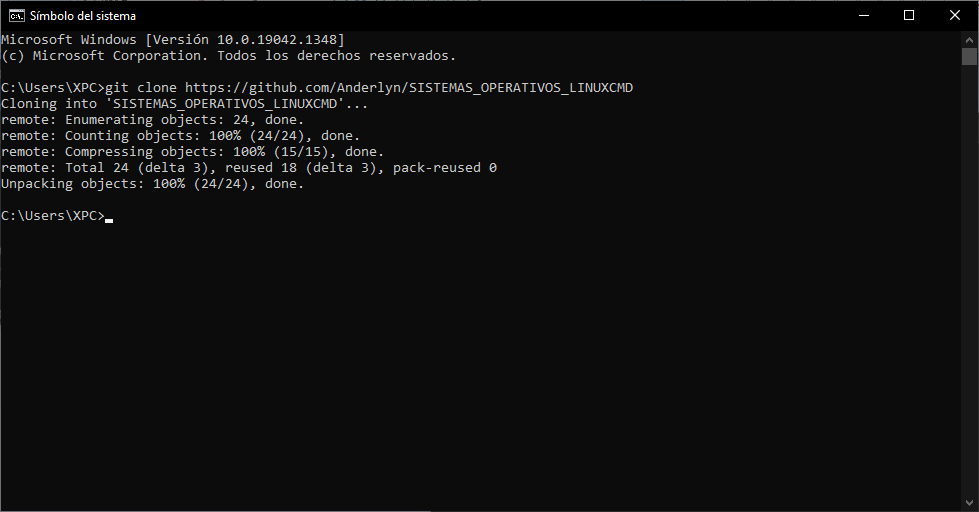 Símbolo del sistema
Microsoft Windows [Versión 10.0.19042.1348]
(c) Microsoft Corporation. Todos los derechos reservados.
C:\Users\XPC>git clone https://github.com/Anderlyn/SISTEMAS_OPERATIVOS_LINUXCMD
Cloning into 'SISTEMAS_OPERATIVOS_LINUXCMD'...
remote: Enumerating objects: 24, done.
remote: Counting objects: 100% (24/24), done.
remote: Compressing objects: 100% (15/15), done.
remote: Total 24 (delta 3), reused 18 (delta 3), pack-reused 0
Unpacking objects: 100% (24/24), done.
C:\Users\XPC>